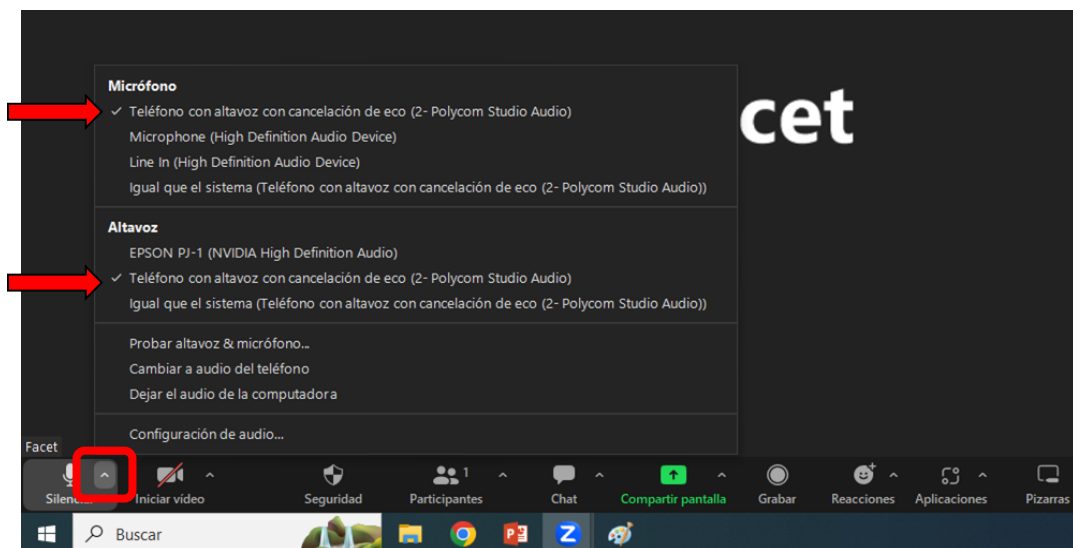 Micrófono
Teléfono con altavoz con cancelación de eco (2- Polycom Studio Audio)
cet
Microphone (High Definition Audio Device)
Line In (High Definition Audio Device)
Igual que el sistema (Teléfono con altavoz con cancelación de eco (2- Polycom Studio Audio))
Altavoz
EPSON PJ-1 (NVIDIA High Definition Audio)
Teléfono con altavoz con cancelación de eco (2- Polycom Studio Audio)
Igual que el sistema (Teléfono con altavoz con cancelación de eco (2- Polycom Studio Audio))
Probar altavoz & micrófono...
Cambiar a audio del teléfono
Dejar el audio de la computadora
Configuración de audio...
Facet
1
Silenciar Iniciar vídeo Seguridad Participantes Chat Compartir pantalla Grabar Reacciones Aplicaciones Pizarras
Buscar